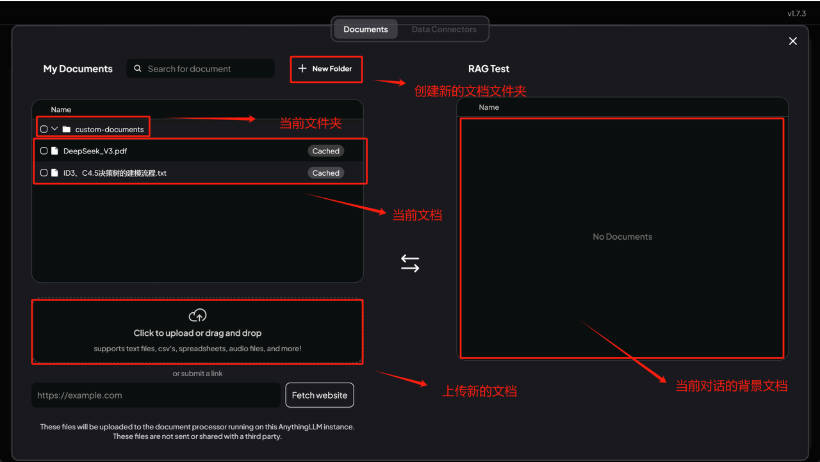 v1.7.3
Documents
Data Connectors
My Documents
Search for document
+ New Folder
RAG Test
创建新的文档文件夹
Name
Name
当前文件夹
custom-documents
DeepSeek_V3.pdf
Cached
ID3、C4.5决策树的建模流程.txt
Cached
当前文档
No Documents
Click to upload or drag and drop
supports text files, csv's, spreadsheets, audio files, and more!
or submit a link
上传新的文档
当前对话的背景文档
https://example.com
Fetch website
These files will be uploaded to the document processor running on this AnythingLLM instance.
These files are not sent or shared with a third party.